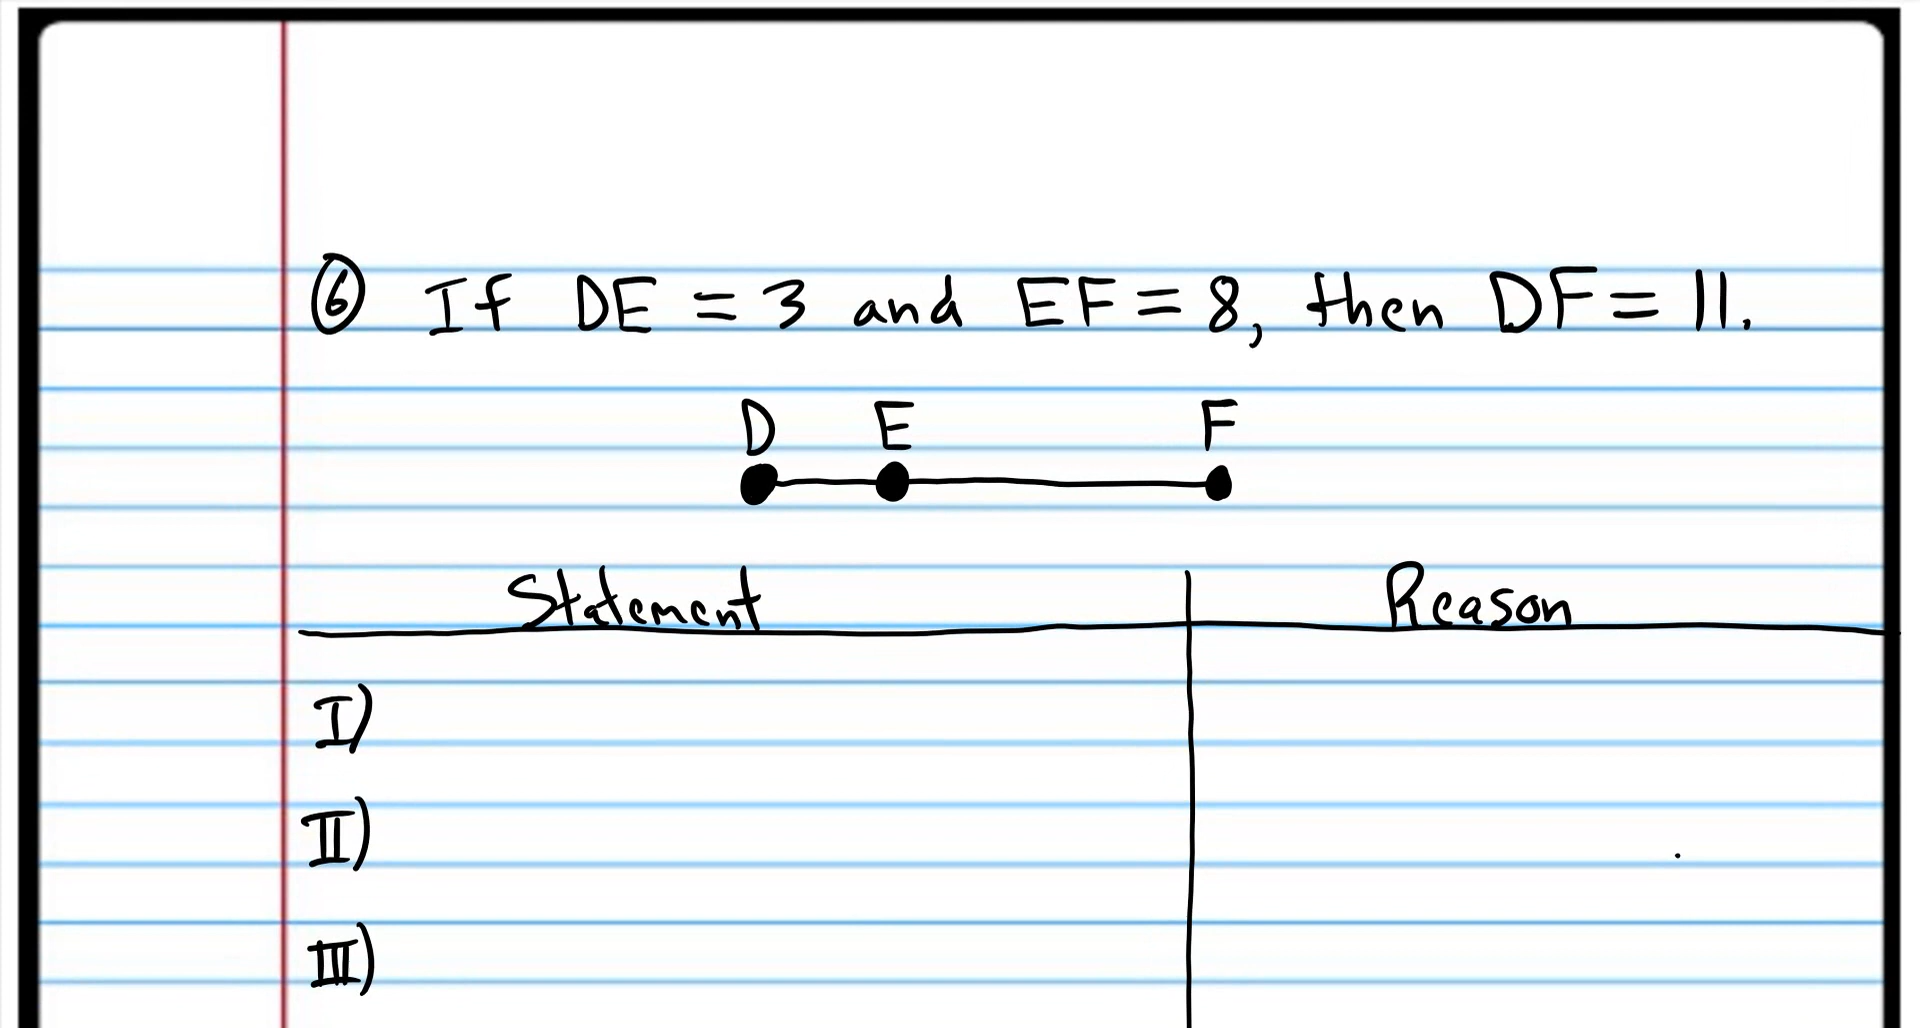 6 If DE = 3 and EF = 8, then DF = 11.
D E F
Statement Reason
I)
II)
III)